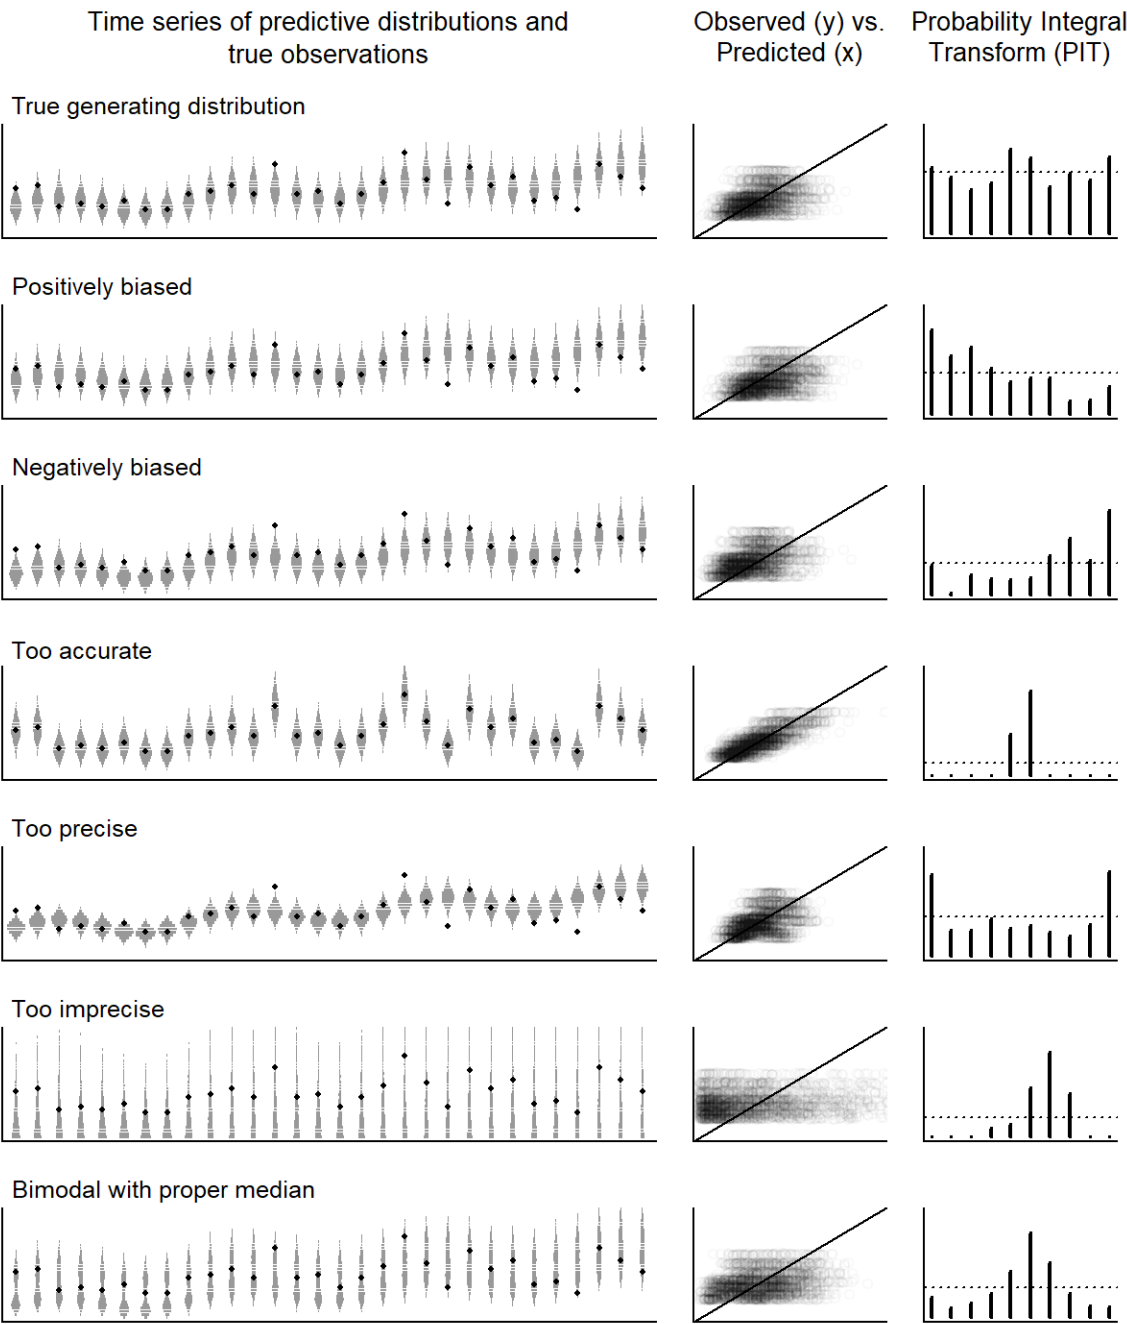 Time series of predictive distributions and
true observations
Observed (y) vs.
Predicted (x)
Probability Integral
Transform (PIT)
True generating distribution
Positively biased
Negatively biased
Too accurate
Too precise
Too imprecise
Bimodal with proper median